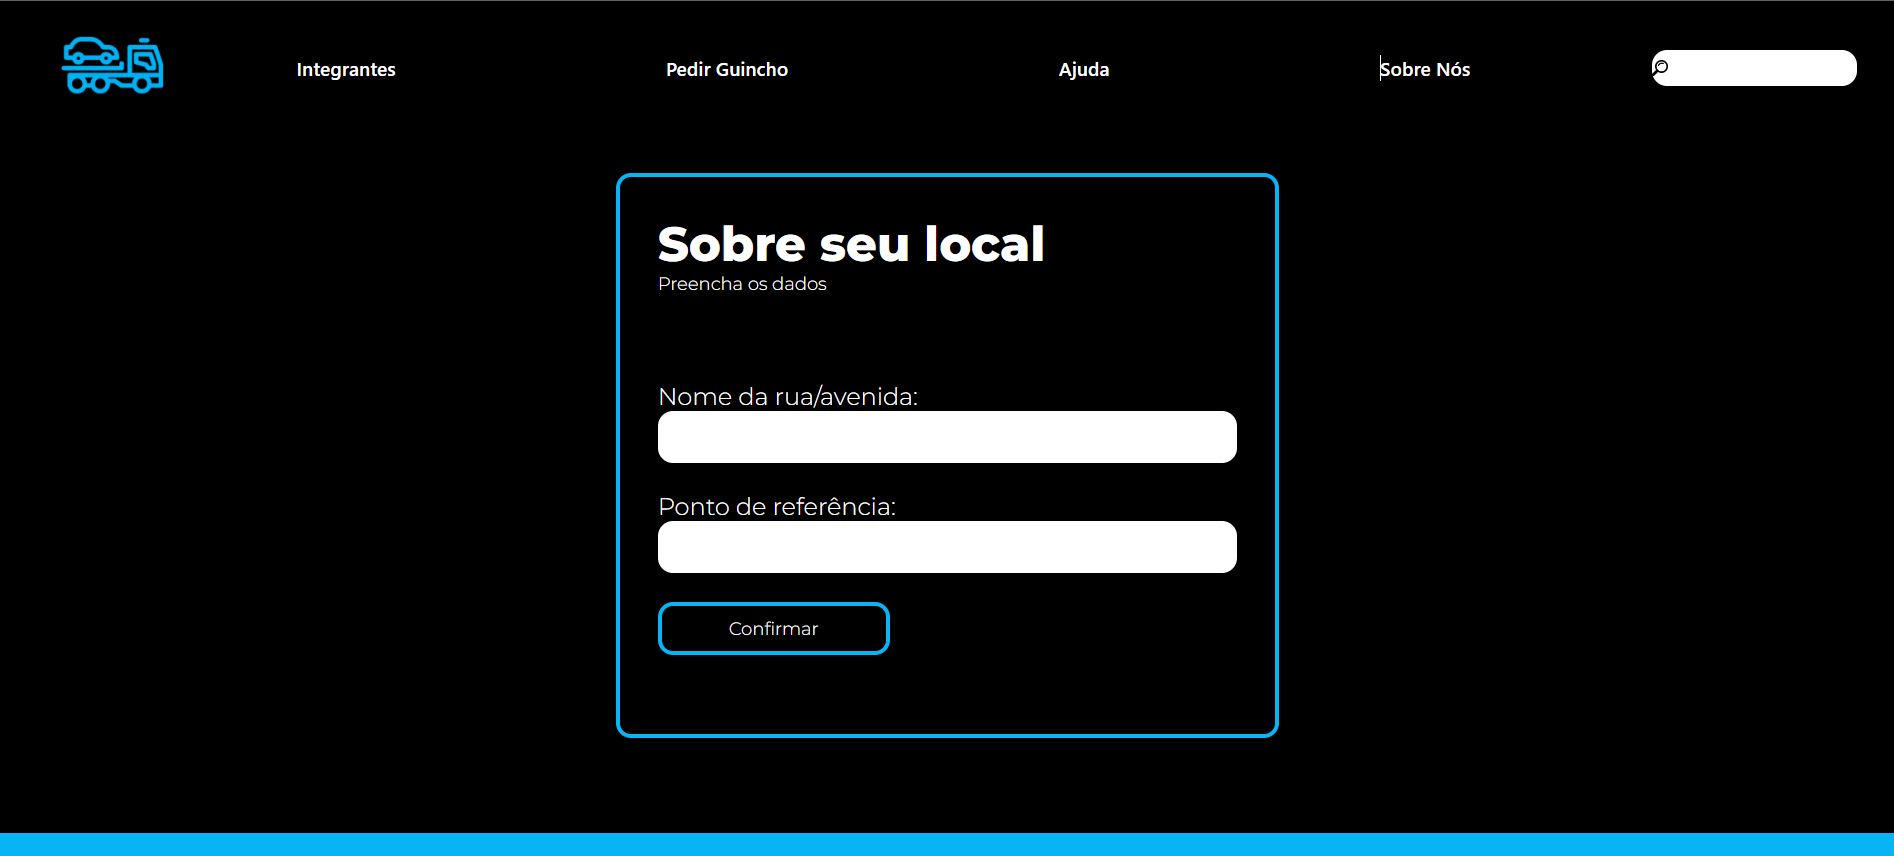 Integrantes Pedir Guincho Ajuda Sobre Nós
Sobre seu local
Preencha os dados
Nome da rua/avenida:
Ponto de referência:
Confirmar